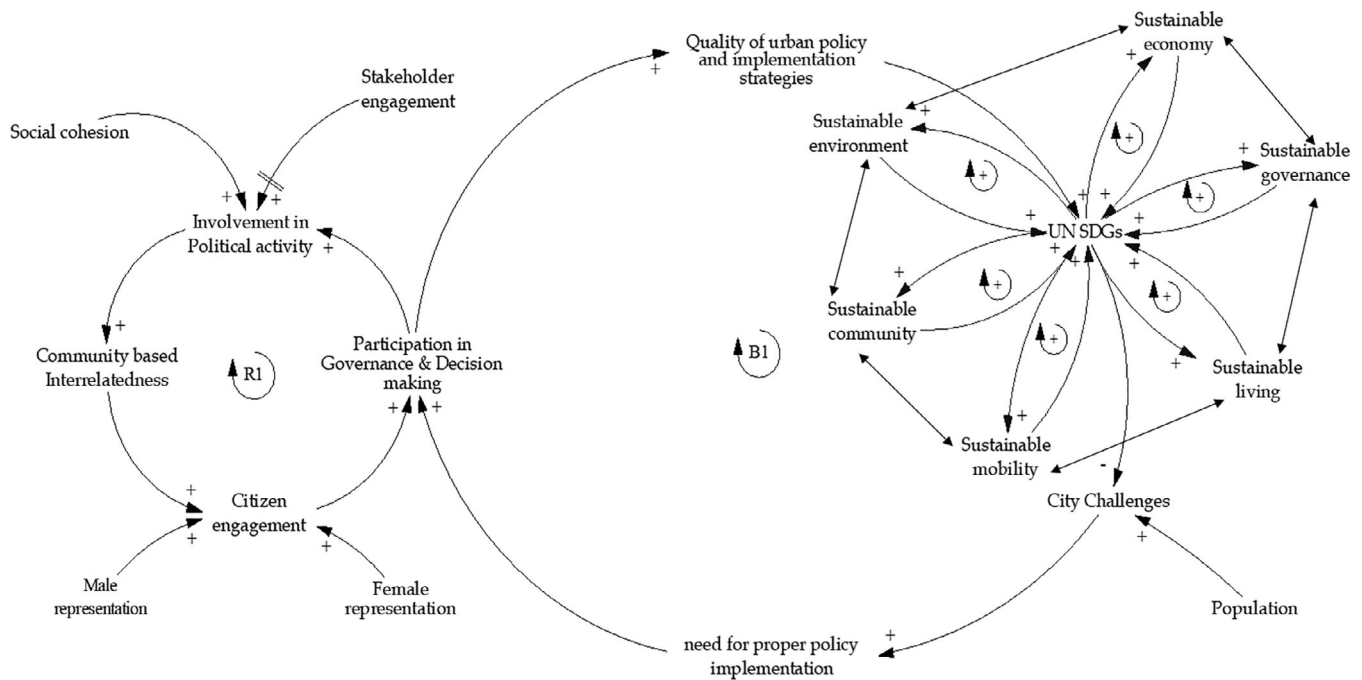 Sustainable
economy
Quality of urban policy
and implementation
strategies
+
+
Stakeholder
engagement
Social cohesion
Sustainable
environment
+
+
Sustainable
governance
+
+
+
+
+
+
Involvement in
Political activity
+
+
+
+
+
+
UN SDGs
+
+
+
+
+
+
Sustainable
community
+
+
+
Community based
Interrelatedness
R1
Participation in
Governance & Decision
making
B1
+
Sustainable
living
+
+
+
Sustainable
mobility
-
City Challenges
+
Citizen
engagement
+
+
+
Male
representation
Female
representation
Population
+
need for proper policy
implementation